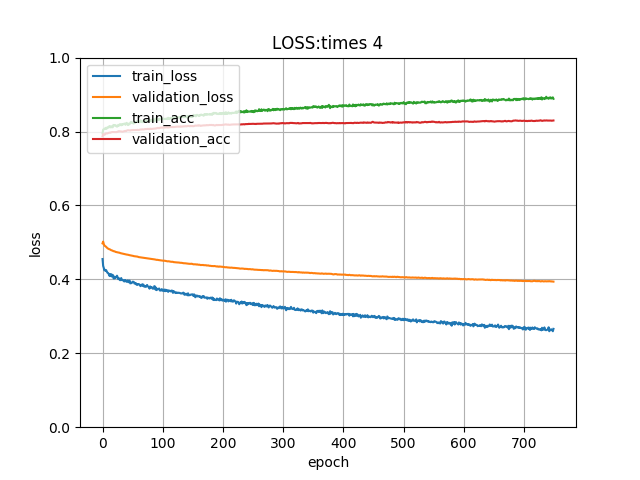 LOSS:times 4
1.0
0.8
0.6
0.4
0.2
0.0
loss
train_loss
validation_loss
train_acc
validation_acc
0 100 200 300 400 500 600 700
epoch